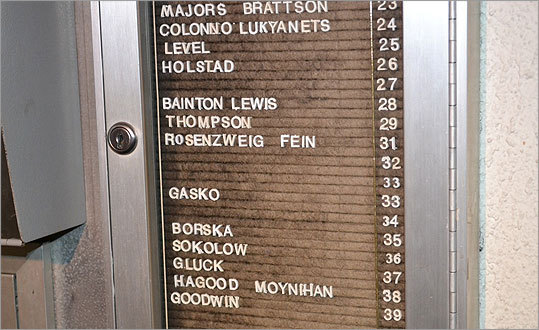 MAJORS BRATTSON 23
COLONNO LUKYANETS 24
LEVEL 25
HOLSTAD 26
27
BAINTON LEWIS 28
THOMPSON 29
ROSENZWEIG FEIN 31
32
33
GASKO 33
34
BORSKA 35
SOKOLOW 36
GLUCK 37
HAGOOD MOYNIHAN 38
GOODWIN 39